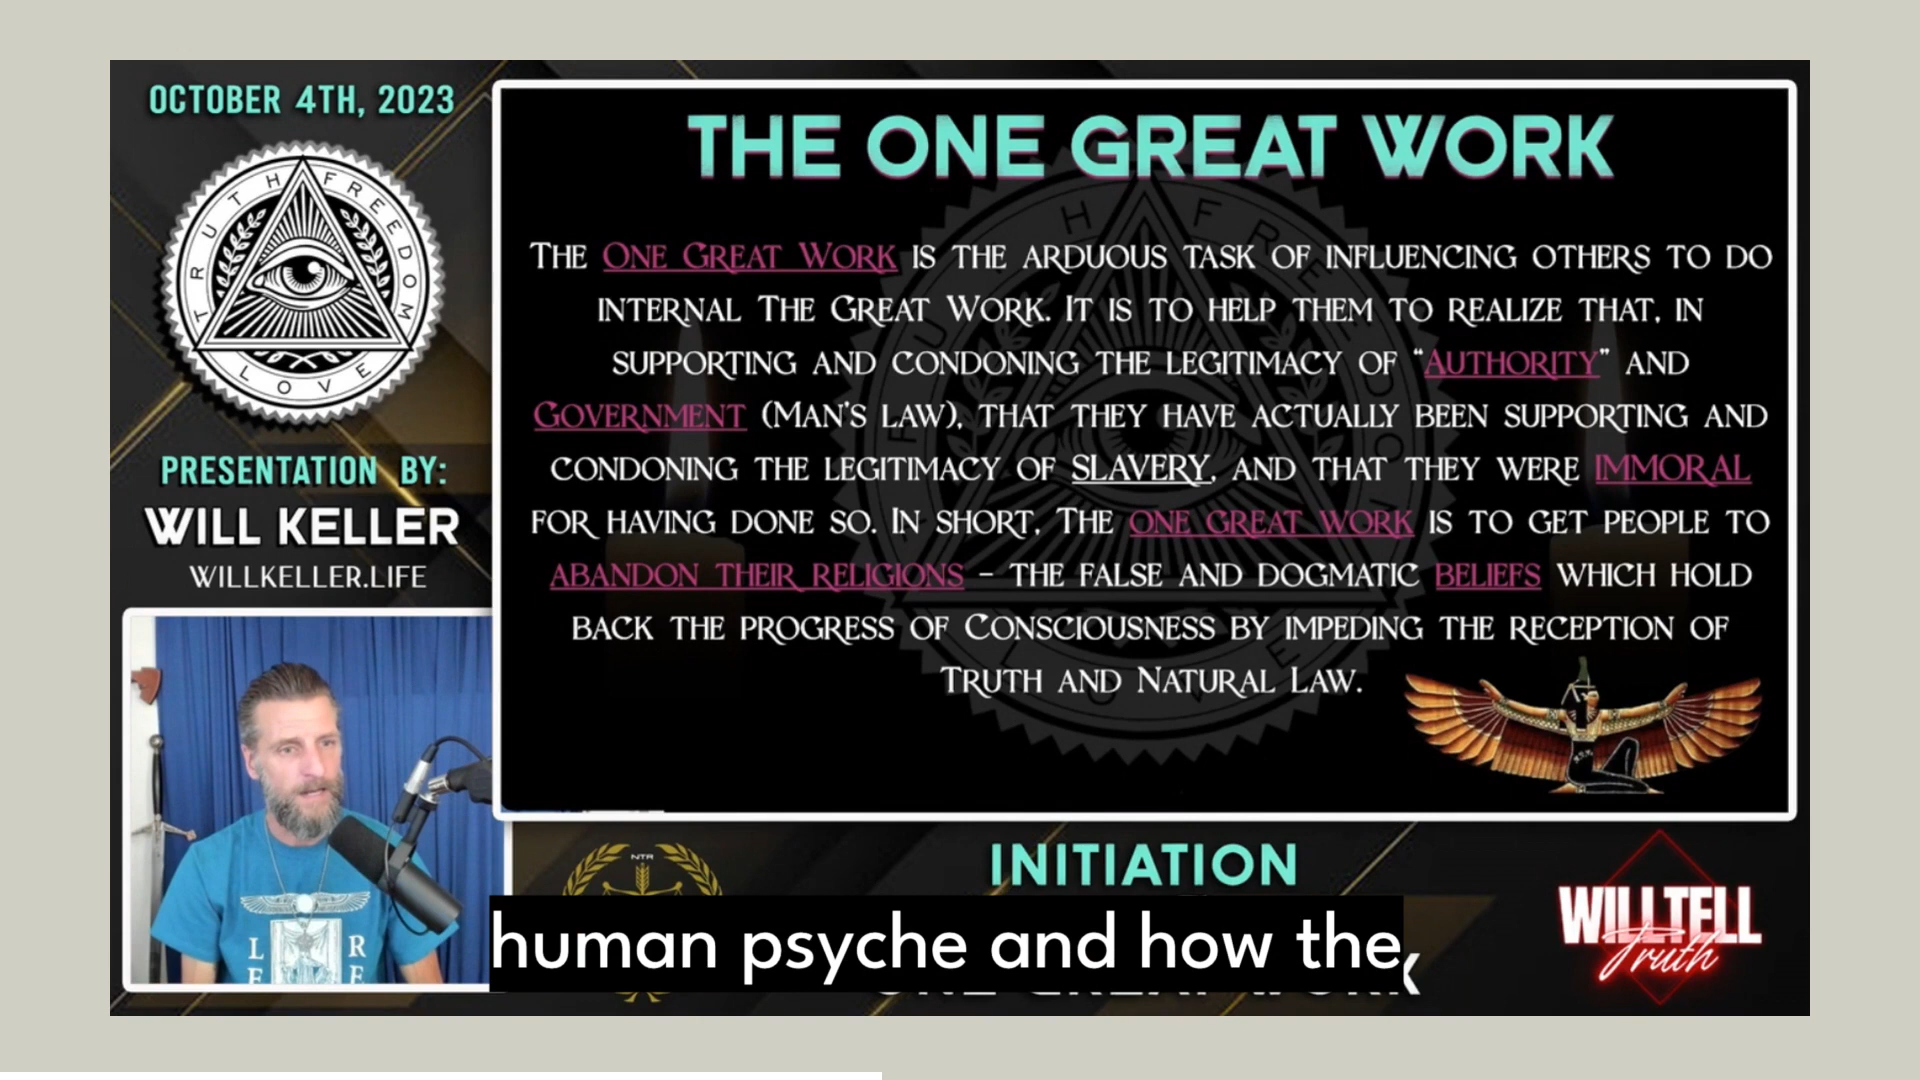 OCTOBER 4TH, 2023
TRUTH FREEDOM
LOVE
PRESENTATION BY:
WILL KELLER
WILLKELLER.LIFE
THE ONE GREAT WORK
THE ONE GREAT WORK IS THE ARDUOUS TASK OF INFLUENCING OTHERS TO DO
INTERNAL THE GREAT WORK. IT IS TO HELP THEM TO REALIZE THAT, IN
SUPPORTING AND CONDONING THE LEGITIMACY OF “AUTHORITY” AND
GOVERNMENT (MAN'S LAW), THAT THEY HAVE ACTUALLY BEEN SUPPORTING AND
CONDONING THE LEGITIMACY OF SLAVERY, AND THAT THEY WERE IMMORAL
FOR HAVING DONE SO. IN SHORT, THE ONE GREAT WORK IS TO GET PEOPLE TO
ABANDON THEIR RELIGIONS – THE FALSE AND DOGMATIC BELIEFS WHICH HOLD
BACK THE PROGRESS OF CONSCIOUSNESS BY IMPEDING THE RECEPTION OF
TRUTH AND NATURAL LAW.
NTR
INITIATION
human psyche and how the
WILLTELL
Truth